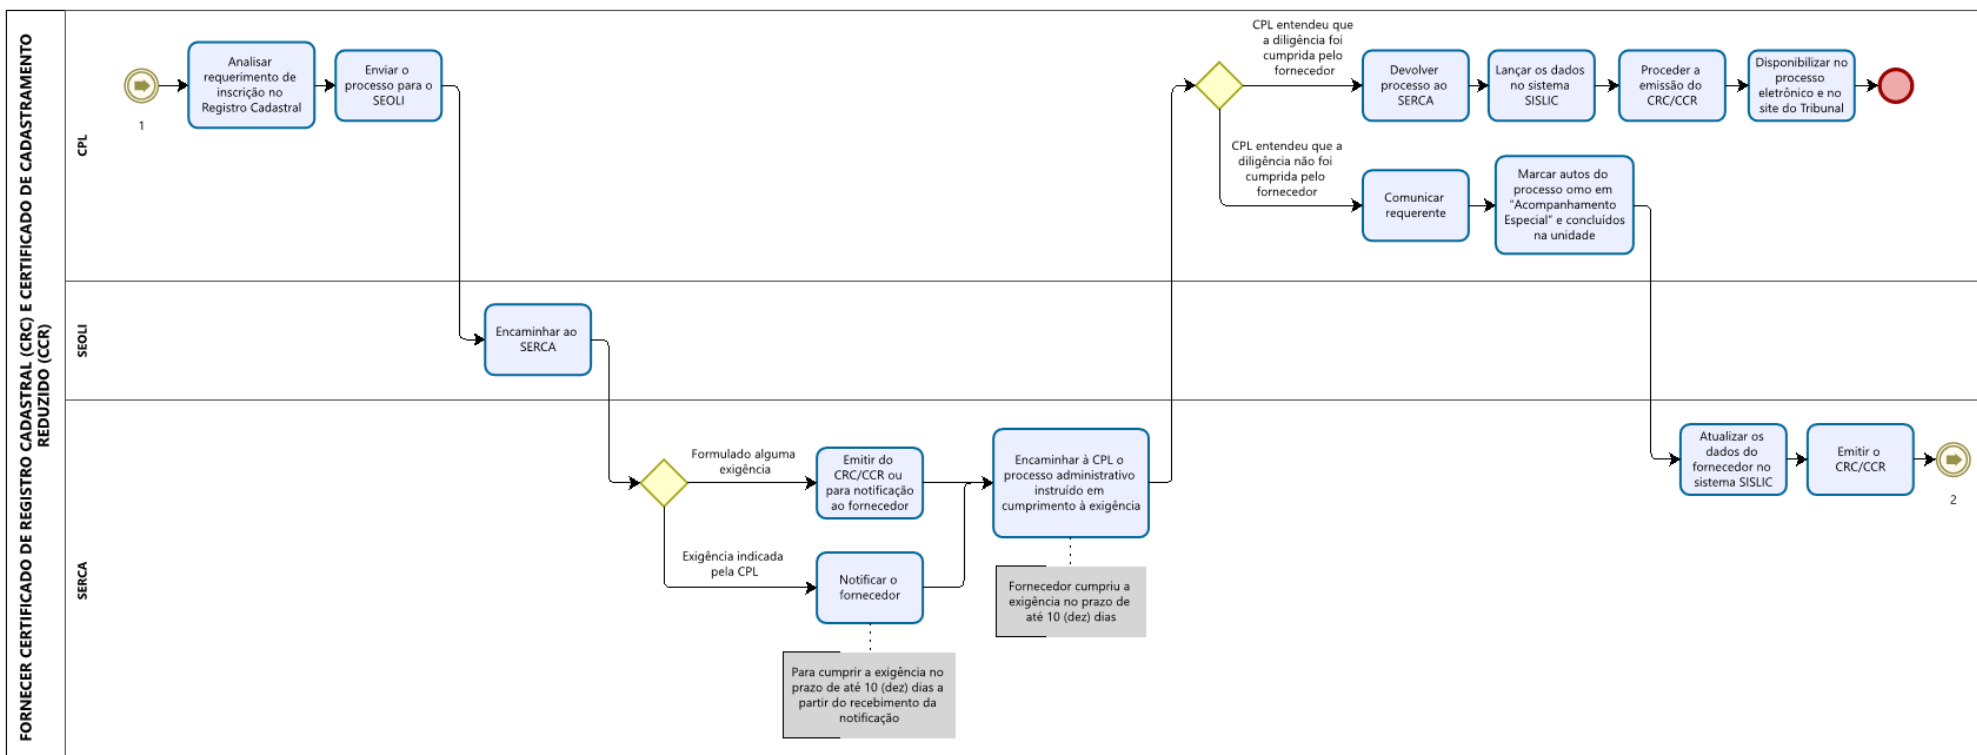 FORNECER CERTIFICADO DE REGISTRO CADASTRAL (CRC) E CERTIFICADO DE CADASTRAMENTO
REDUZIDO (CCR)
CPL
1
Analisar
requerimento de
inscrição no
Registro Cadastral
Enviar o
processo para o
SEOLI
CPL entendeu que
a diligência foi
cumprida pelo
fornecedor
Devolver
processo ao
SERCA
Lançar os dados
no sistema
SISLIC
Proceder a
emissão do
CRC/CCR
Disponibilizar no
processo
eletrônico e no
site do Tribunal
CPL entendeu que a
diligência não foi
cumprida pelo
fornecedor
Comunicar
requerente
Marcar autos do
processo omo em
"Acompanhamento
Especial" e concluídos
na unidade
SEOLI
Encaminhar ao
SERCA
SERCA
Formulado alguma
exigência
Emitir do
CRC/CCR ou
para notificação
ao fornecedor
Exigência indicada
pela CPL
Notificar o
fornecedor
Para cumprir a exigência no
prazo de até 10 (dez) dias a
partir do recebimento da
notificação
Encaminhar à CPL o
processo administrativo
instruído em
cumprimento à exigência
Fornecedor cumpriu a
exigência no prazo de
até 10 (dez) dias
Atualizar os
dados do
fornecedor no
sistema SISLIC
Emitir o
CRC/CCR
2